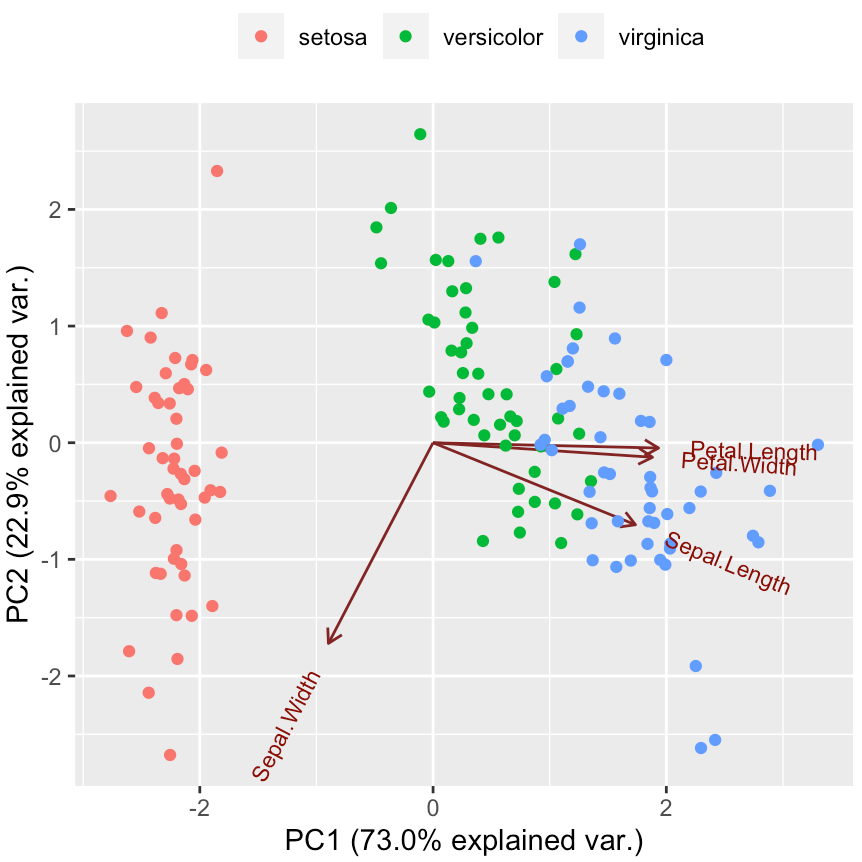 setosa versicolor virginica
PC2 (22.9% explained var.)
2
1
0
-1
-2
Petal.Length
Petal.Width
Sepal.Length
Sepal.Width
-2 0 2
PC1 (73.0% explained var.)